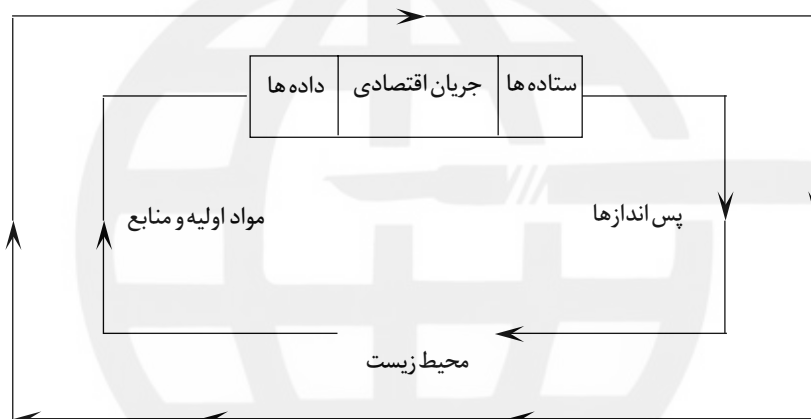 ستاده‌ها
جریان اقتصادی
داده‌ها
پس اندازها
مواد اولیه و منابع
محیط زیست